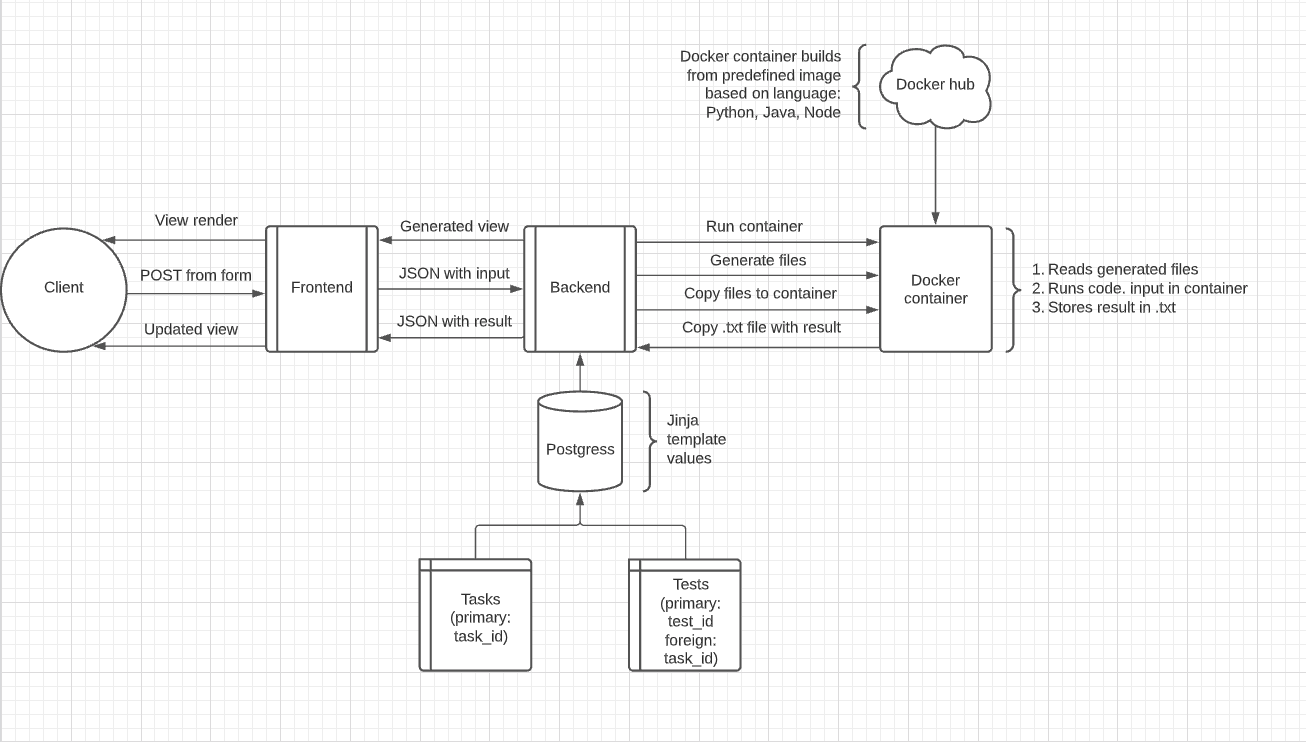 Docker container builds
from predefined image
based on language:
Python, Java, Node
Docker hub
View render
POST from form
Updated view
Client
Frontend
Generated view
JSON with input
JSON with result
Backend
Run container
Generate files
Copy files to container
Copy .txt file with result
Docker
container
1. Reads generated files
2. Runs code. input in container
3. Stores result in .txt
Postgress
Jinja
template
values
Tasks
(primary:
task_id)
Tests
(primary:
test_id
foreign:
task_id)